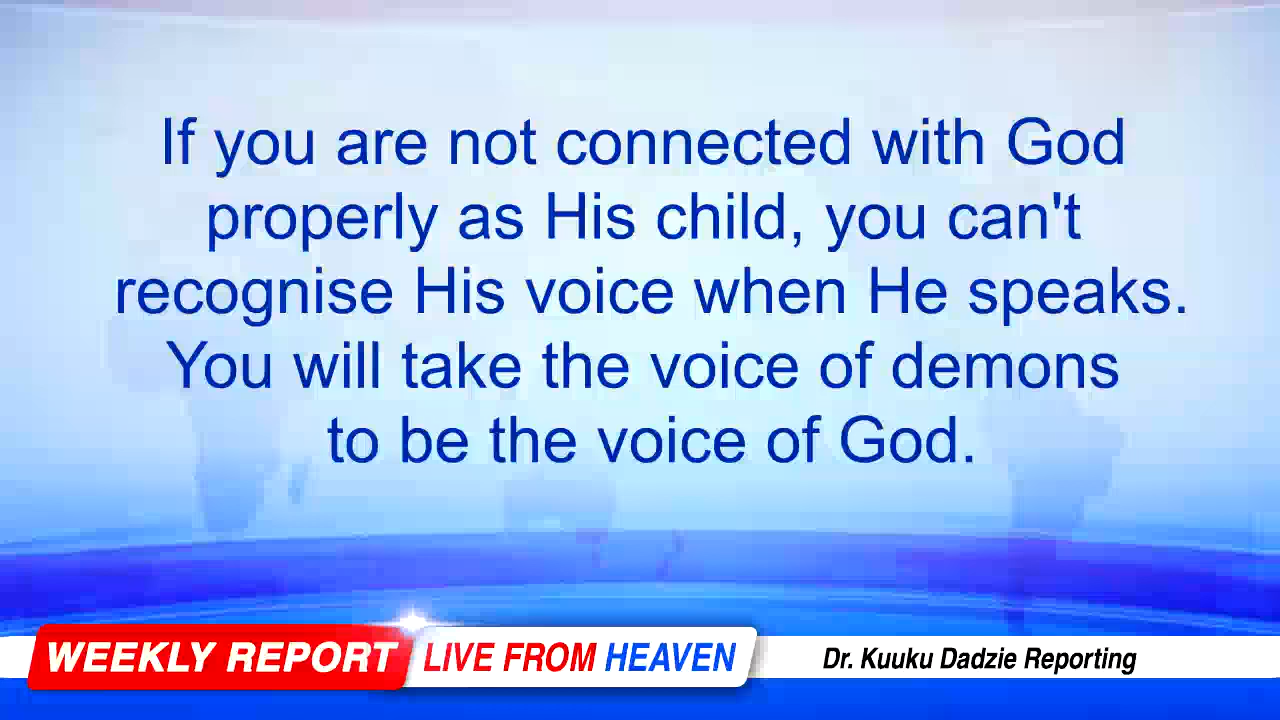 If you are not connected with God
properly as His child, you can't
recognise His voice when He speaks.
You will take the voice of demons
to be the voice of God.
WEEKLY REPORT LIVE FROM HEAVEN Dr. Kuuku Dadzie Reporting